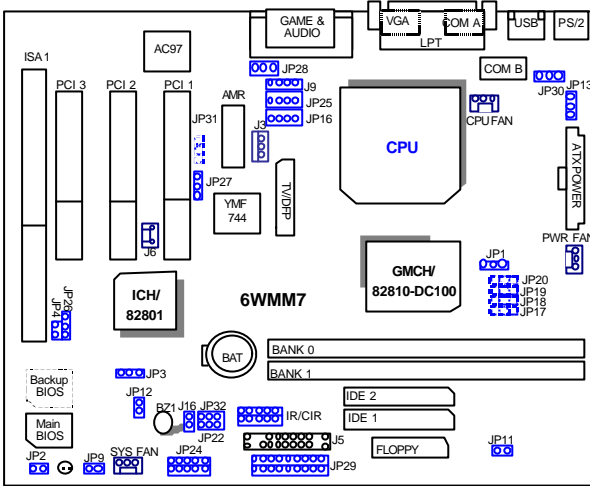 GAME &
AUDIO
VGA
COM A
LPT
USB
PS/2
ISA 1
AC97
JP28
COM B
PCI 3
PCI 2
PCI 1
J9
JP30
JP13
AMR
JP25
CPU FAN
JP31
J3
JP16
CPU
ATX POWER
JP27
YMF
744
TV/DFP
PWR FAN
J6
JP1
GMCH/
82810-DC100
JP20
JP19
JP18
JP17
ICH/
82801
6WMM7
JP26
JP4
BAT
BANK 0
BANK 1
JP3
Backup
BIOS
JP12
IDE 2
BZ1
J16
JP32
IR/CIR
IDE 1
Main
BIOS
JP22
J5
FLOPPY
JP11
JP2
JP9
SYS FAN
JP24
JP29